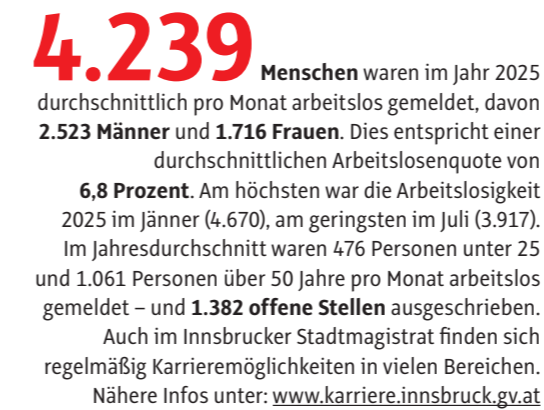 4.239 Menschen waren im Jahr 2025
durchschnittlich pro Monat arbeitslos gemeldet, davon
2.523 Männer und 1.716 Frauen. Dies entspricht einer
durchschnittlichen Arbeitslosenquote von
6,8 Prozent. Am höchsten war die Arbeitslosigkeit
2025 im Jänner (4.670), am geringsten im Juli (3.917).
Im Jahresdurchschnitt waren 476 Personen unter 25
und 1.061 Personen über 50 Jahre pro Monat arbeitslos
gemeldet – und 1.382 offene Stellen ausgeschrieben.
Auch im Innsbrucker Stadtmagistrat finden sich
regelmäßig Karrieremöglichkeiten in vielen Bereichen.
Nähere Infos unter: www.karriere.innsbruck.gv.at